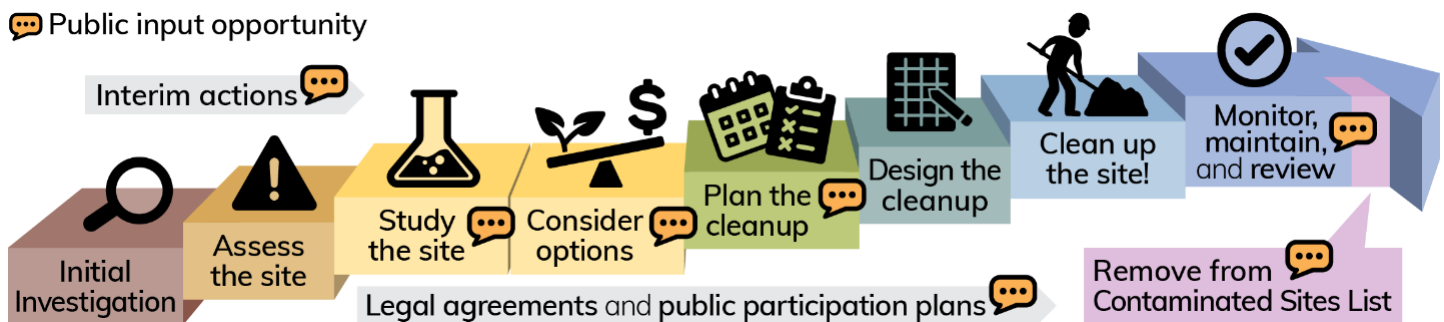 Public input opportunity
Interim actions
Initial
Investigation
Assess
the site
Study
the site
Consider
options
Plan the
cleanup
Design the
cleanup
Clean up
the site!
Monitor,
maintain,
and review
Legal agreements and public participation plans
Remove from
Contaminated Sites List